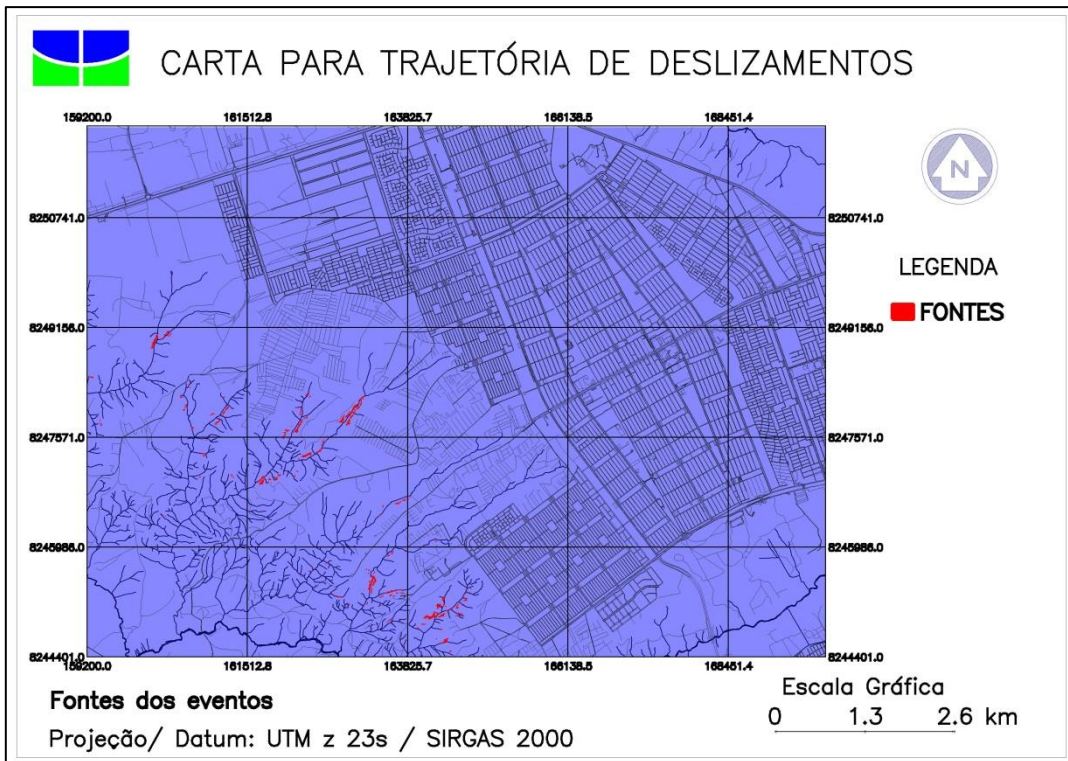 CARTA PARA TRAJETÓRIA DE DESLIZAMENTOS
159200.0 161512.8 163825.7 166138.5 168451.4
N
8250741.0 8250741.0
LEGENDA
FONTES
8249156.0 8249156.0
8247571.0 8247571.0
8245986.0 8245986.0
8244401.0 8244401.0
159200.0 161512.8 163825.7 166138.5 168451.4
Fontes dos eventos
Projeção/ Datum: UTM z 23s / SIRGAS 2000
Escala Gráfica
0 1.3 2.6 km